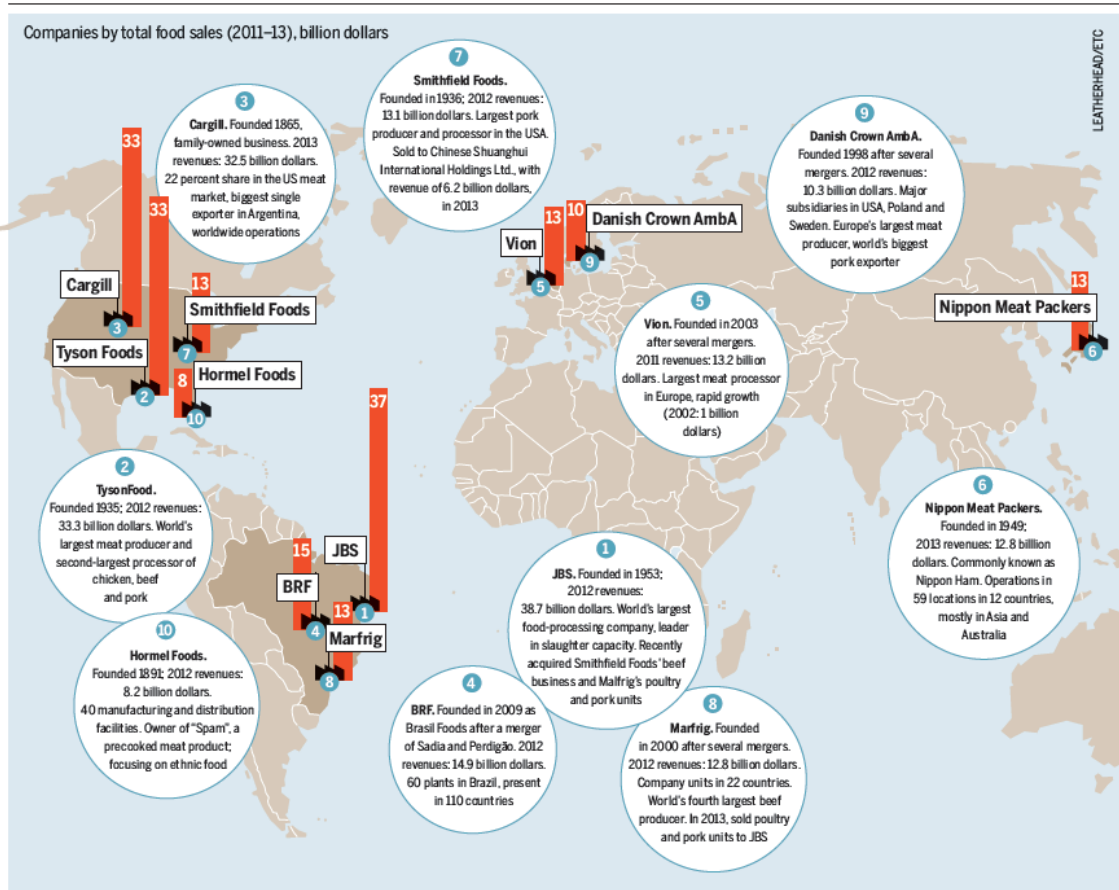 Companies by total food sales (2011–13), billion dollars
LEATHERHEAD/ETC
7
Smithfield Foods.
Founded in 1936; 2012 revenues:
13.1 billion dollars. Largest pork
producer and processor in the USA.
Sold to Chinese Shuanghui
International Holdings Ltd., with
revenue of 6.2 billion dollars,
in 2013
3
Cargill. Founded 1865,
family-owned business. 2013
revenues: 32.5 billion dollars.
22 percent share in the US meat
market, biggest single
exporter in Argentina,
worldwide operations
9
Danish Crown AmbA.
Founded 1998 after several
mergers. 2012 revenues:
10.3 billion dollars. Major
subsidiaries in USA, Poland and
Sweden. Europe's largest meat
producer, world's biggest
pork exporter
33
33
13
Cargill
3
Smithfield Foods
7
Tyson Foods
2
8
Hormel Foods
10
13
10
Danish Crown AmbA
Vion
5
9
13
Nippon Meat Packers
6
5
Vion. Founded in 2003
after several mergers.
2011 revenues: 13.2 billion
dollars. Largest meat processor
in Europe, rapid growth
(2002: 1 billion
dollars)
37
15
JBS
BRF
1
4
13
Marfrig
8
2
TysonFood.
Founded 1935; 2012 revenues:
33.3 billion dollars. World's
largest meat producer and
second-largest processor of
chicken, beef
and pork
6
Nippon Meat Packers.
Founded in 1949;
2013 revenues: 12.8 billlion
dollars. Commonly known as
Nippon Ham. Operations in
59 locations in 12 countries,
mostly in Asia and
Australia
1
JBS. Founded in 1953;
2012 revenues:
38.7 billion dollars. World's largest
food-processing company, leader
in slaughter capacity. Recently
acquired Smithfield Foods' beef
business and Malfrig's poultry
and pork units
10
Hormel Foods.
Founded 1891; 2012 revenues:
8.2 billion dollars.
40 manufacturing and distribution
facilities. Owner of "Spam", a
precooked meat product;
focusing on ethnic food
4
BRF. Founded in 2009 as
Brasil Foods after a merger
of Sadia and Perdigão. 2012
revenues: 14.9 billion dollars.
60 plants in Brazil, present
in 110 countries
8
Marfrig. Founded
in 2000 after several mergers.
2012 revenues: 12.8 billion dollars.
Company units in 22 countries.
World's fourth largest beef
producer. In 2013, sold poultry
and pork units to JBS